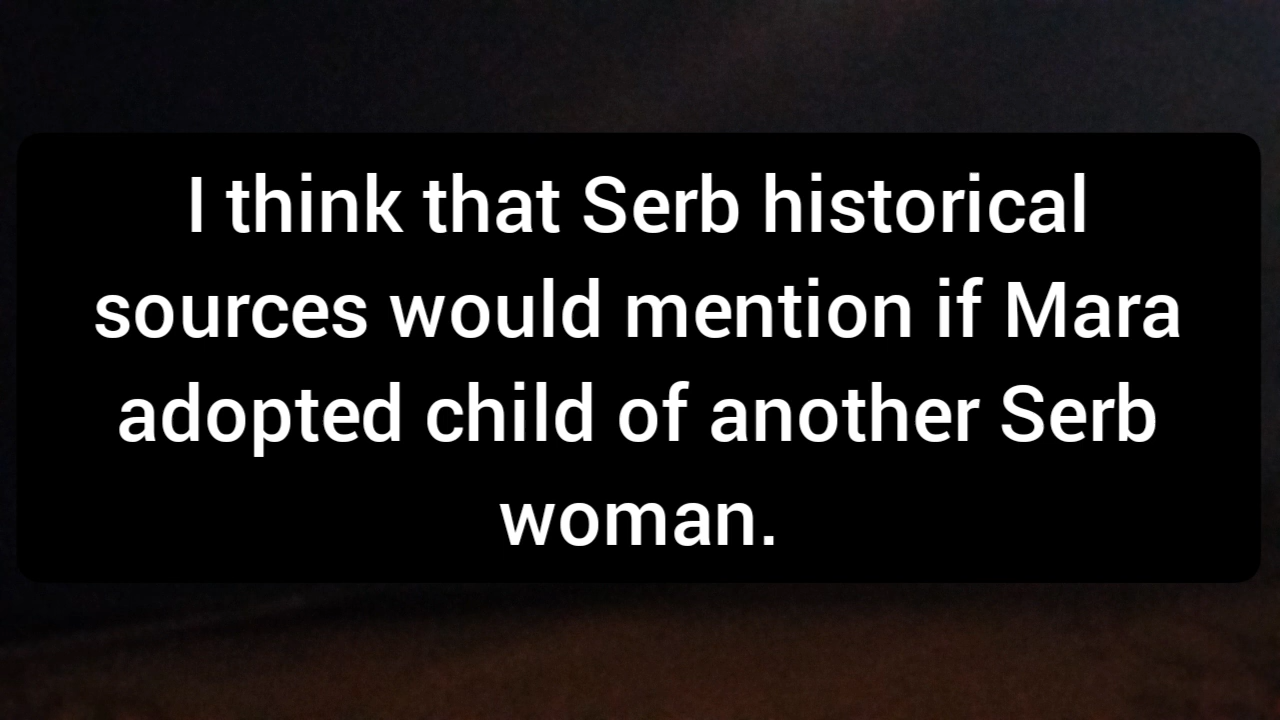 I think that Serb historical
sources would mention if Mara
adopted child of another Serb
woman.